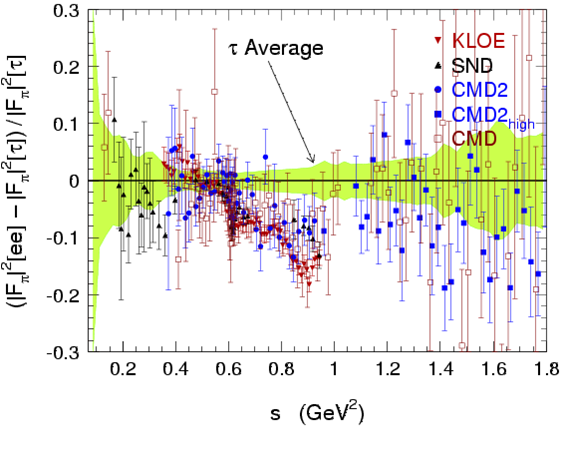 (|Fπ|²[ee] − |Fπ|²[τ]) / |Fπ|²[τ]
0.3
0.2
0.1
0
-0.1
-0.2
-0.3
τ Average
KLOE
SND
CMD2
CMD2high
CMD
0.2 0.4 0.6 0.8 1 1.2 1.4 1.6 1.8
s (GeV²)